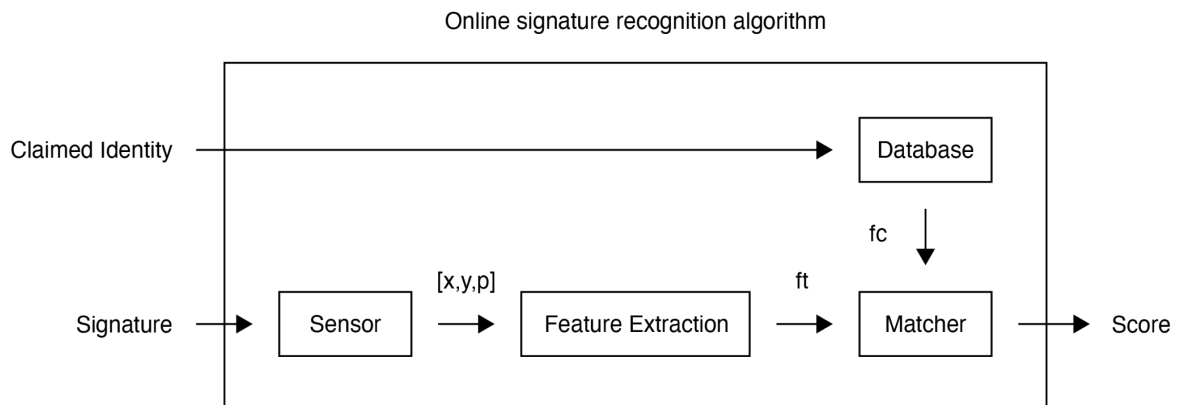 Online signature recognition algorithm
Claimed Identity
Database
fc
[x,y,p]
ft
Signature
Sensor
Feature Extraction
Matcher
Score